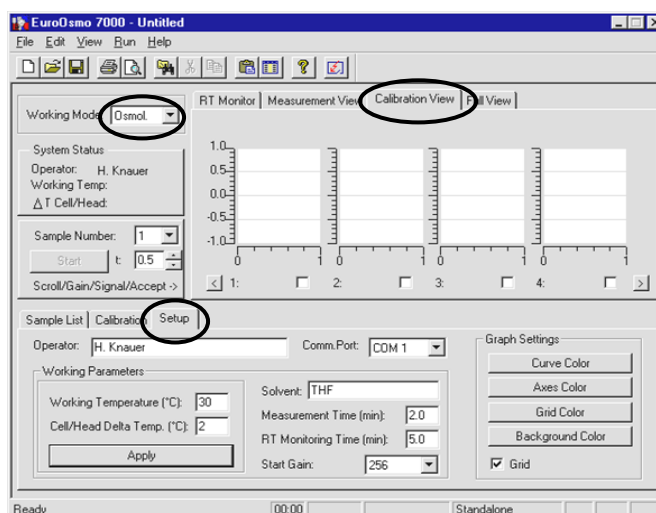 EuroOsmo 7000 - Untitled
File Edit View Run Help
Working Mode: Osmol.
System Status
Operator: H. Knauer
Working Temp:
Δ T Cell/Head:
Sample Number: 1
Start t: 0.5
Scroll/Gain/Signal/Accept ->
RT Monitor Measurement View Calibration View Full View
1.0
0.5
0.0
-0.5
-1.0
0 1 0 1 0 1 0 1
< 1: 2: 3: 4: >
Sample List Calibration Setup
Operator: H. Knauer Comm.Port: COM 1
Working Parameters
Working Temperature (°C): 30
Cell/Head Delta Temp. (°C): 2
Apply
Solvent: THF
Measurement Time (min): 2.0
RT Monitoring Time (min): 5.0
Start Gain: 256
Graph Settings
Curve Color
Axes Color
Grid Color
Background Color
Grid
Ready 00:00 Standalone